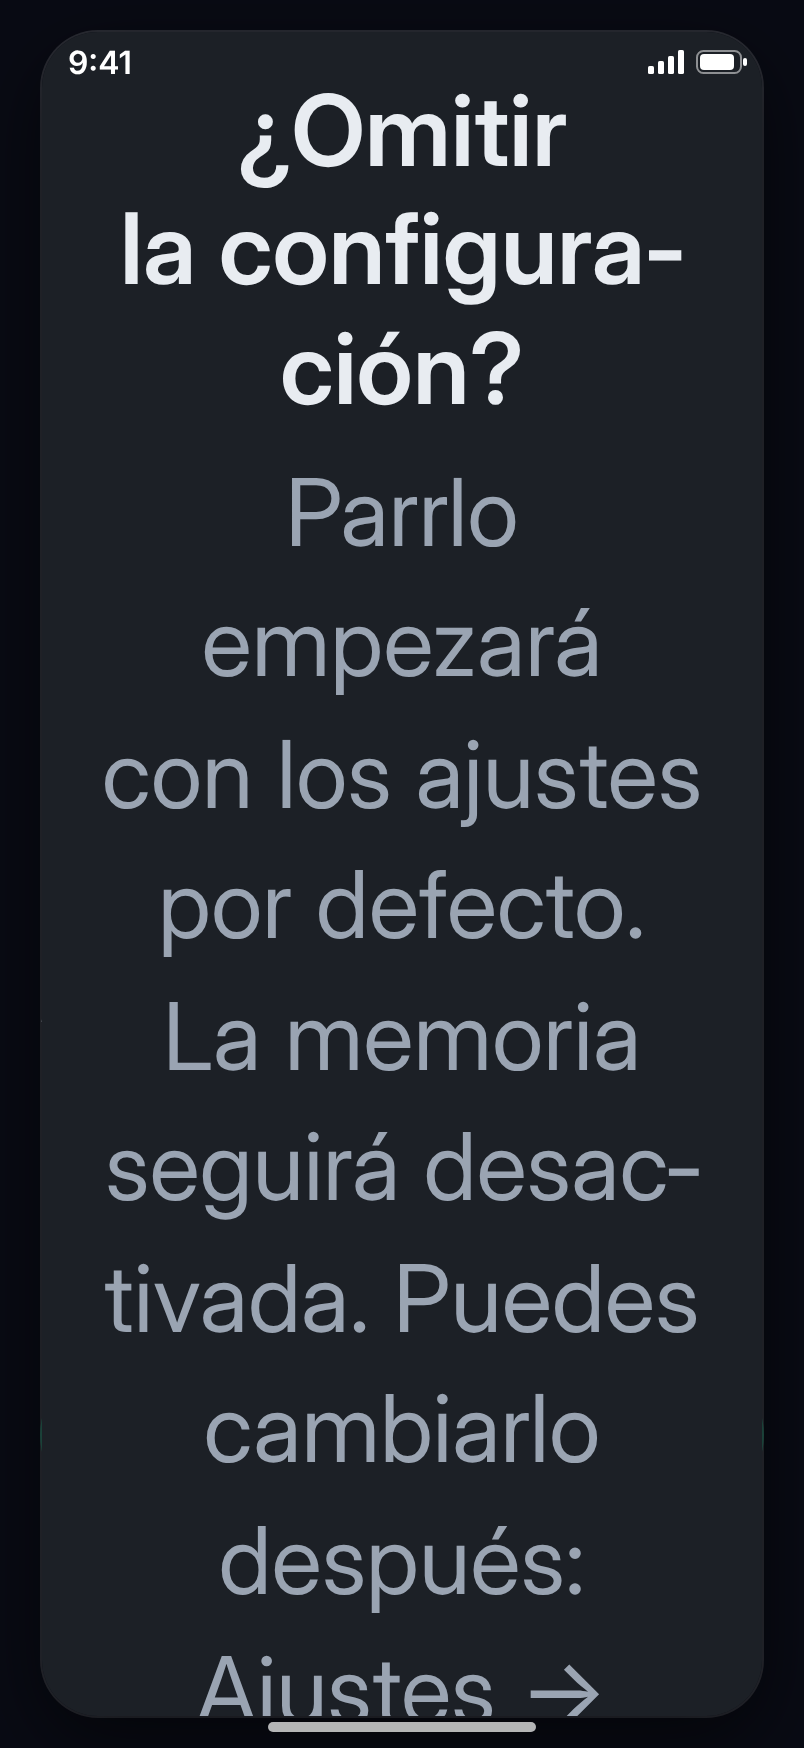 9:41
¿Omitir
la configura-
ción?
Parrlo
empezará
con los ajustes
por defecto.
La memoria
seguirá desac-
tivada. Puedes
cambiarlo
después:
Ajustes →